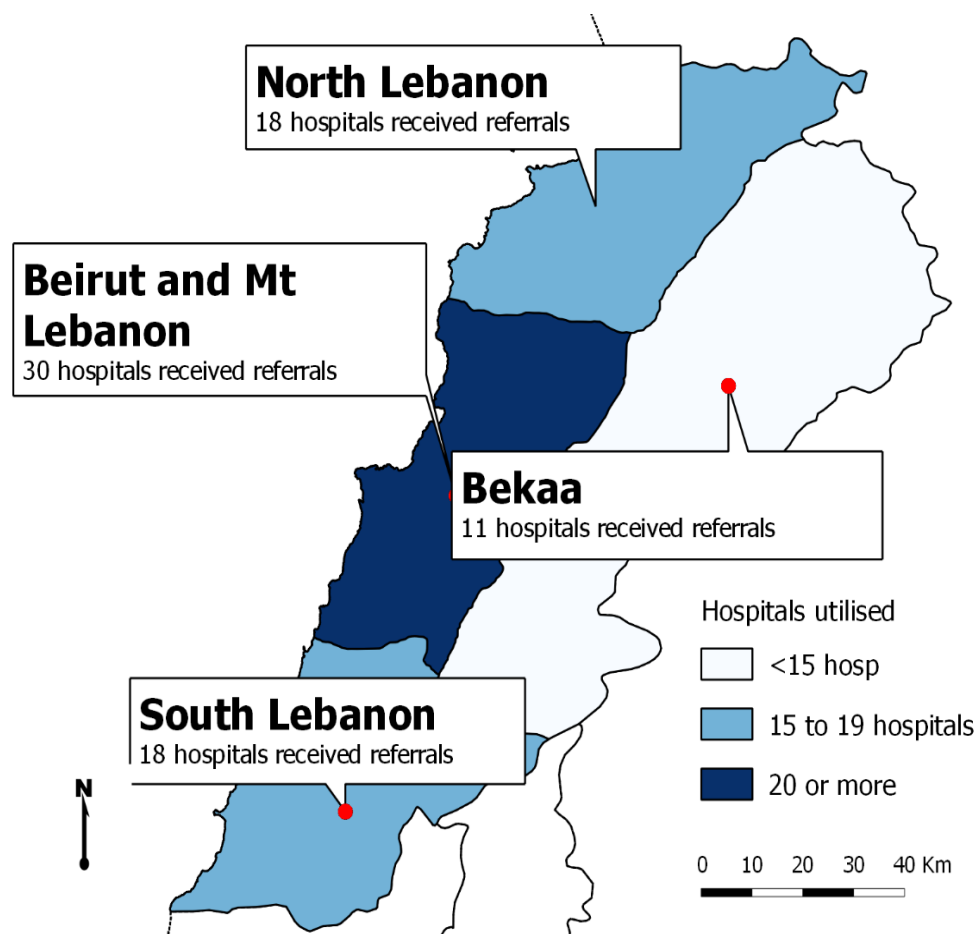 North Lebanon
18 hospitals received referrals
Beirut and Mt
Lebanon
30 hospitals received referrals
Bekaa
11 hospitals received referrals
South Lebanon
18 hospitals received referrals
Hospitals utilised
<15 hosp
15 to 19 hospitals
20 or more
N
0 10 20 30 40 Km